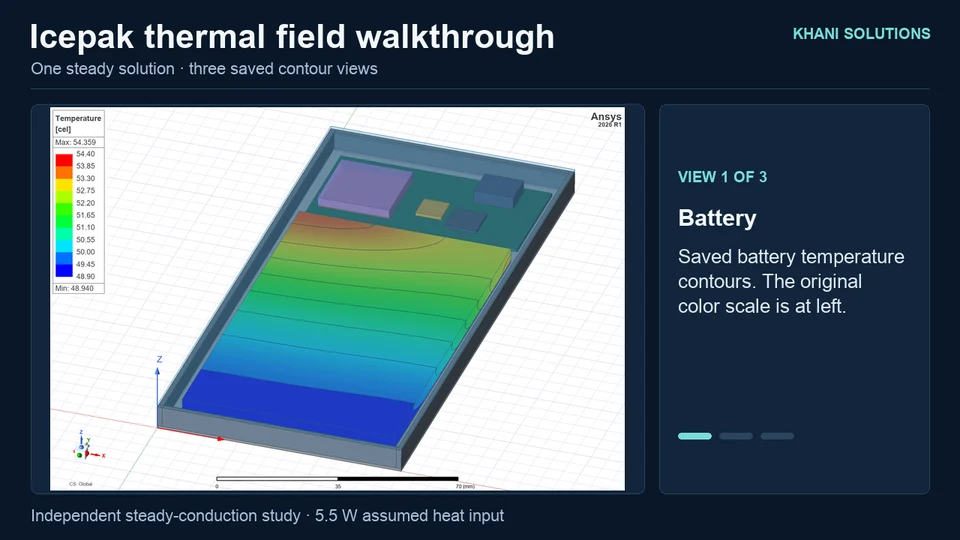 Icepak thermal field walkthrough
KHANI SOLUTIONS
One steady solution · three saved contour views
Temperature
[cel]
Max: 54.359
54.40
53.85
53.30
52.75
52.20
51.65
51.10
50.55
50.00
49.45
48.90
Min: 48.940
Ansys
2026 R1
Z
Z
Y
X
CS: Global
0
35
70 (mm)
VIEW 1 OF 3
Battery
Saved battery temperature
contours. The original
color scale is at left.
Independent steady-conduction study · 5.5 W assumed heat input